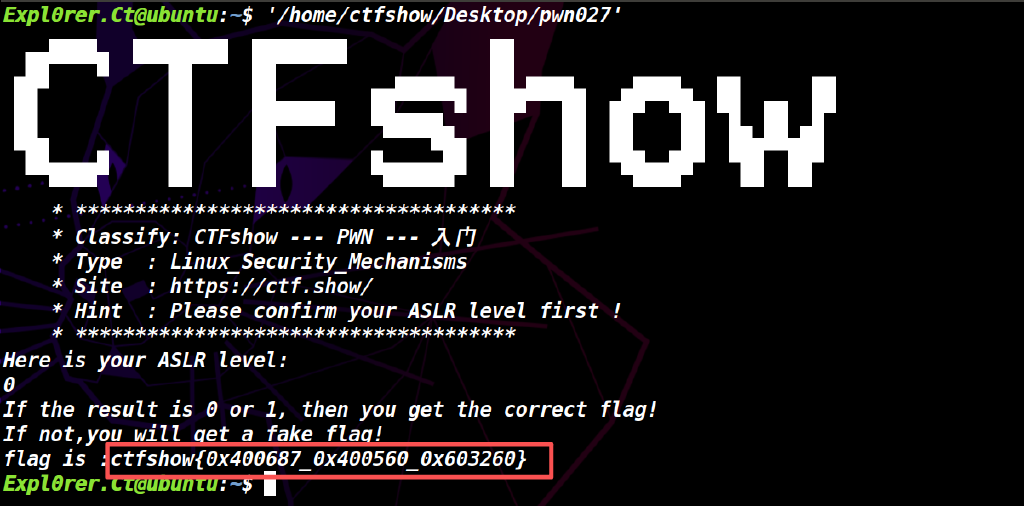 Expl0rer.Ct@ubuntu:~$ '/home/ctfshow/Desktop/pwn027'
CTFshow
* *************************************
* Classify: CTFshow --- PWN --- 入门
* Type  : Linux_Security_Mechanisms
* Site  : https://ctf.show/
* Hint  : Please confirm your ASLR level first !
* *************************************
Here is your ASLR level:
0
If the result is 0 or 1, then you get the correct flag!
If not,you will get a fake flag!
flag is :ctfshow{0x400687_0x400560_0x603260}
Expl0rer.Ct@ubuntu:~$